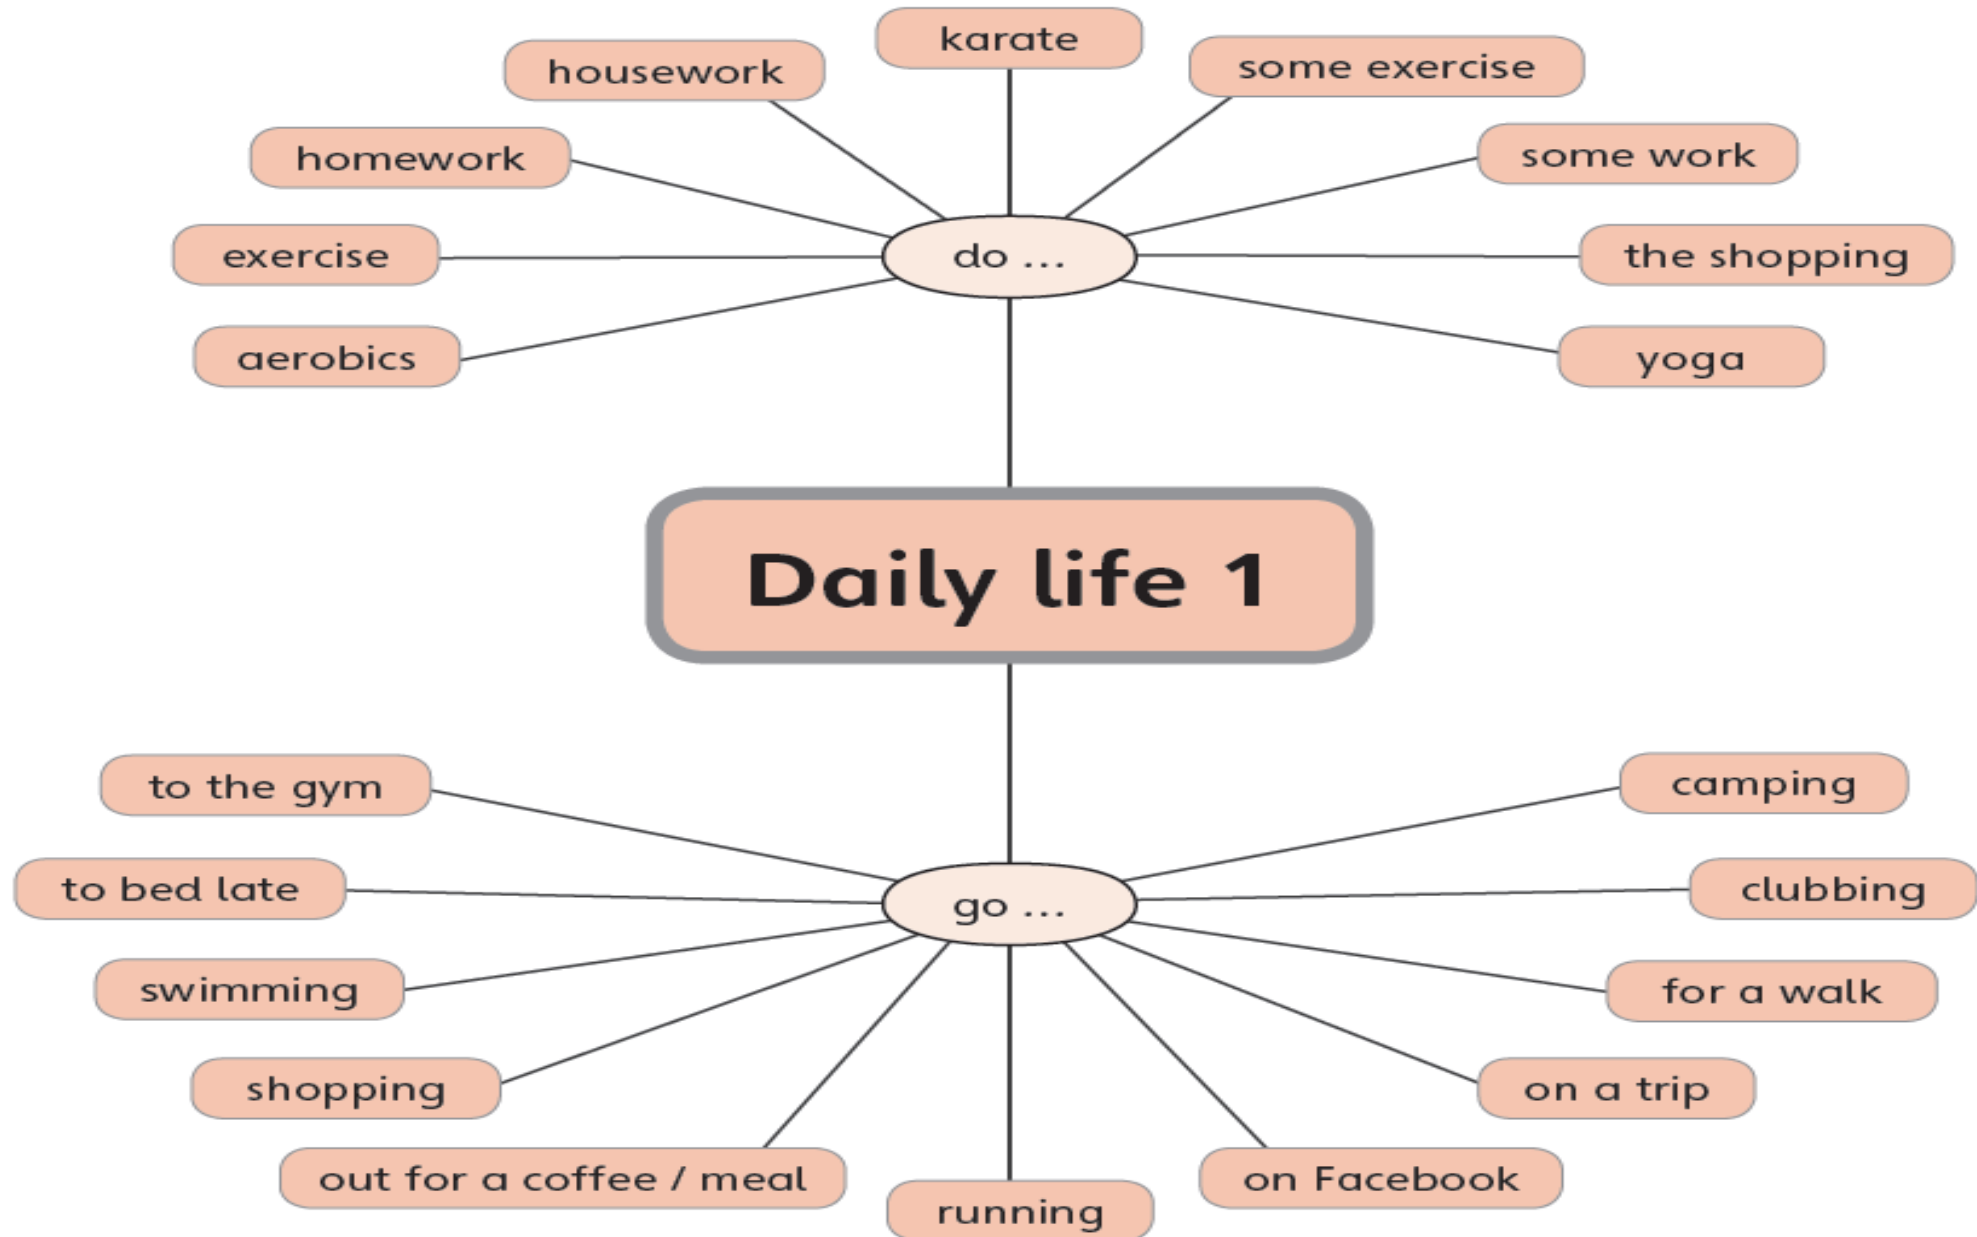 karate
housework
some exercise
homework
some work
exercise
do ...
the shopping
aerobics
yoga
Daily life 1
to the gym
camping
to bed late
go ...
clubbing
swimming
for a walk
shopping
on a trip
out for a coffee / meal
on Facebook
running